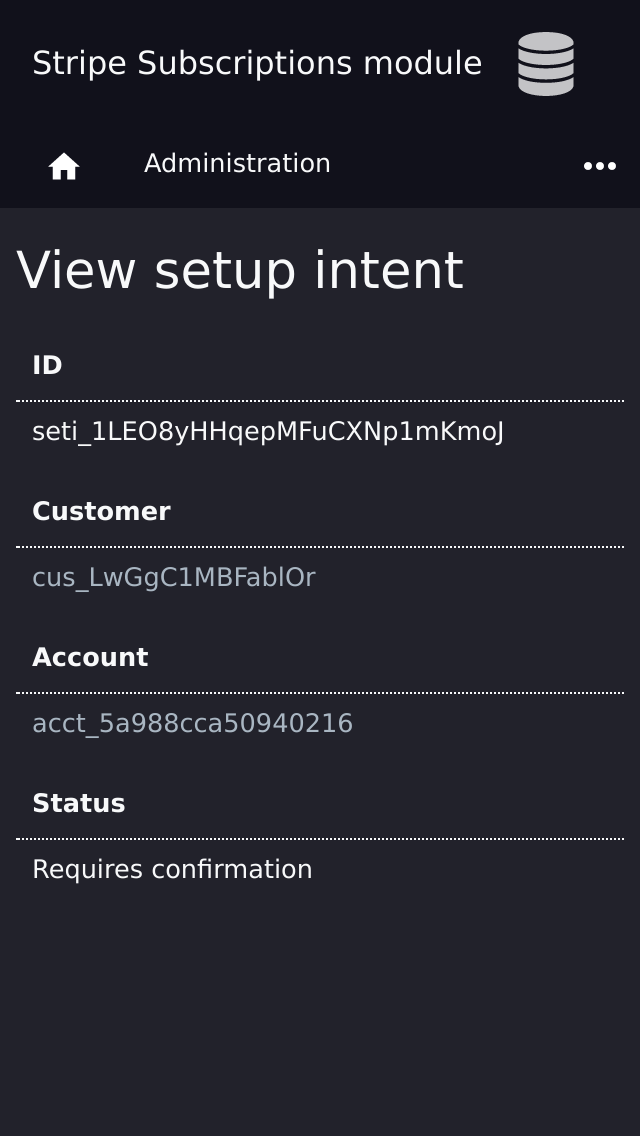 Stripe Subscriptions module
Administration
View setup intent
ID
seti_1LEO8yHHqepMFuCXNp1mKmoJ
Customer
cus_LwGgC1MBFablOr
Account
acct_5a988cca50940216
Status
Requires confirmation